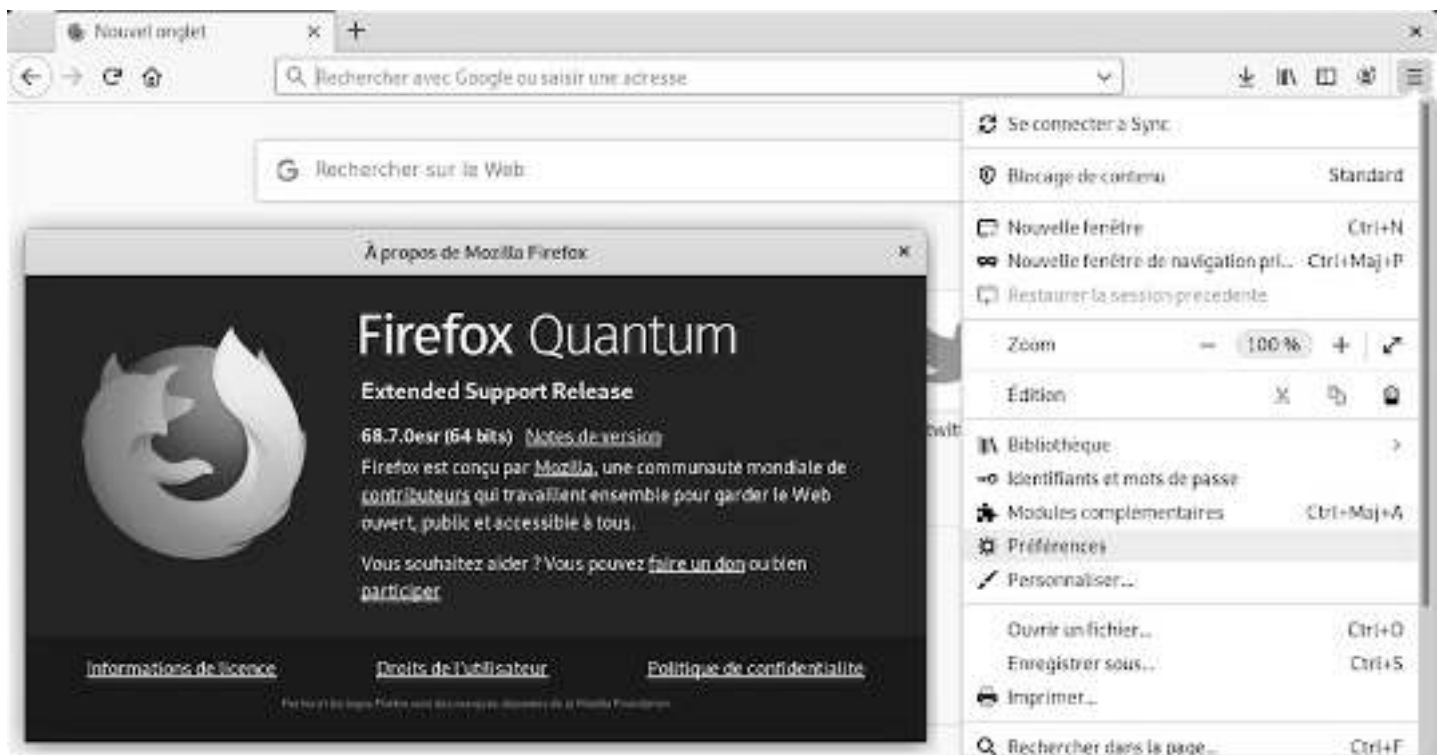 Nouvel onglet
Rechercher avec Google ou saisir une adresse
Se connecter à Sync
Rechercher sur le Web
Blocage de contenu Standard
Nouvelle fenêtre Ctrl+N
Nouvelle fenêtre de navigation pri... Ctrl+Maj+P
Restaurer la session précédente
Zoom − 100 % +
Édition
Bibliothèque
Identifiants et mots de passe
Modules complémentaires Ctrl+Maj+A
Préférences
Personnaliser...
Ouvrir un fichier... Ctrl+O
Enregistrer sous... Ctrl+S
Imprimer...
Rechercher dans la page... Ctrl+F
twit
À propos de Mozilla Firefox
Firefox Quantum
Extended Support Release
68.7.0esr (64 bits) Notes de version
Firefox est conçu par Mozilla, une communauté mondiale de
contributeurs qui travaillent ensemble pour garder le Web
ouvert, public et accessible à tous.
Vous souhaitez aider ? Vous pouvez faire un don ou bien
participer
Informations de licence Droits de l'utilisateur Politique de confidentialité